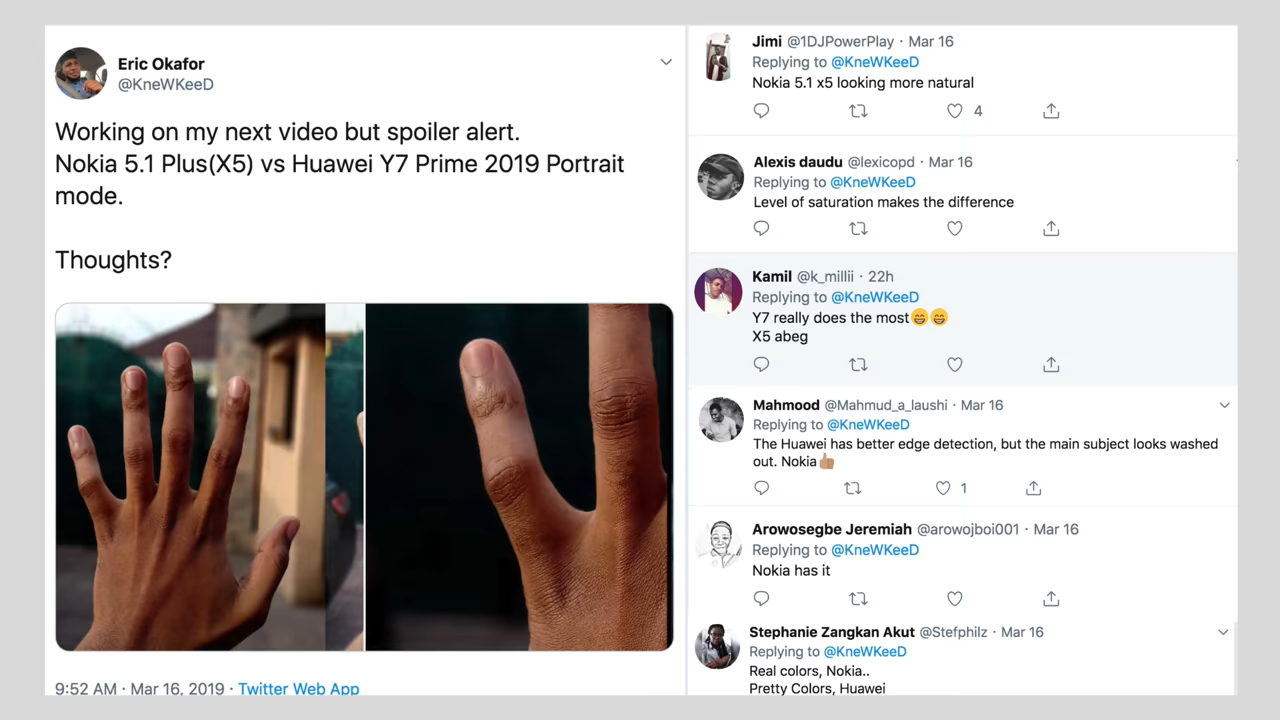 Eric Okafor
@KneWKeeD
Working on my next video but spoiler alert.
Nokia 5.1 Plus(X5) vs Huawei Y7 Prime 2019 Portrait
mode.
Thoughts?
9:52 AM · Mar 16, 2019 · Twitter Web App
Jimi @1DJPowerPlay · Mar 16
Replying to @KneWKeeD
Nokia 5.1 x5 looking more natural
4
Alexis daudu @lexicopd · Mar 16
Replying to @KneWKeeD
Level of saturation makes the difference
Kamil @k_millii · 22h
Replying to @KneWKeeD
Y7 really does the most😄😄
X5 abeg
Mahmood @Mahmud_a_laushi · Mar 16
Replying to @KneWKeeD
The Huawei has better edge detection, but the main subject looks washed
out. Nokia👍🏽
1
Arowosegbe Jeremiah @arowojboi001 · Mar 16
Replying to @KneWKeeD
Nokia has it
Stephanie Zangkan Akut @Stefphilz · Mar 16
Replying to @KneWKeeD
Real colors, Nokia..
Pretty Colors, Huawei